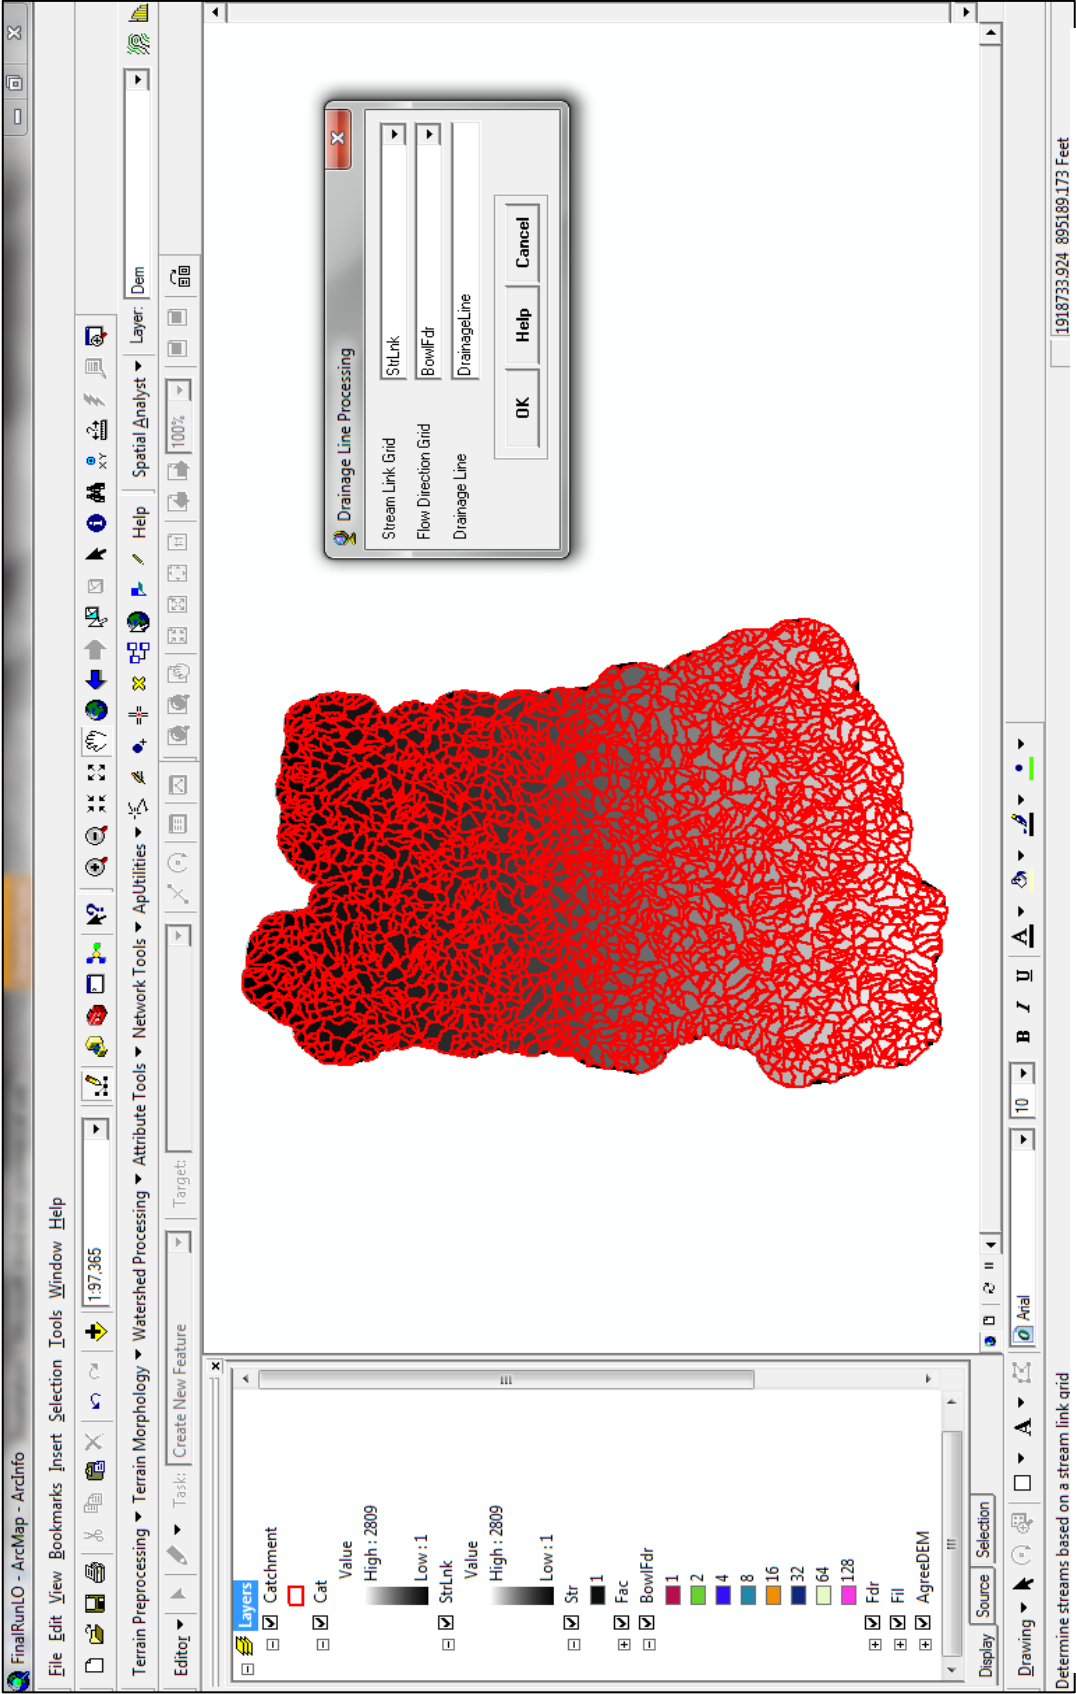 FinalRunLO - ArcMap - ArcInfo
File Edit View Bookmarks Insert Selection Tools Window Help
1:97,365
Terrain Preprocessing Terrain Morphology Watershed Processing Attribute Tools Network Tools ApUtilities Help Spatial Analyst Layer: Dem
Editor Task: Create New Feature Target: 100%
Layers
Catchment
Cat
Value
High : 2809
Low : 1
StrLnk
Value
High : 2809
Low : 1
Str
1
Fac
BowlFdr
1
2
4
8
16
32
64
128
Fdr
Fil
AgreeDEM
Display Source Selection
Drainage Line Processing
Stream Link Grid StrLnk
Flow Direction Grid BowlFdr
Drainage Line DrainageLine
OK Help Cancel
Drawing A Arial 10 B I U A
Determine streams based on a stream link grid 1918733.924 895189.173 Feet